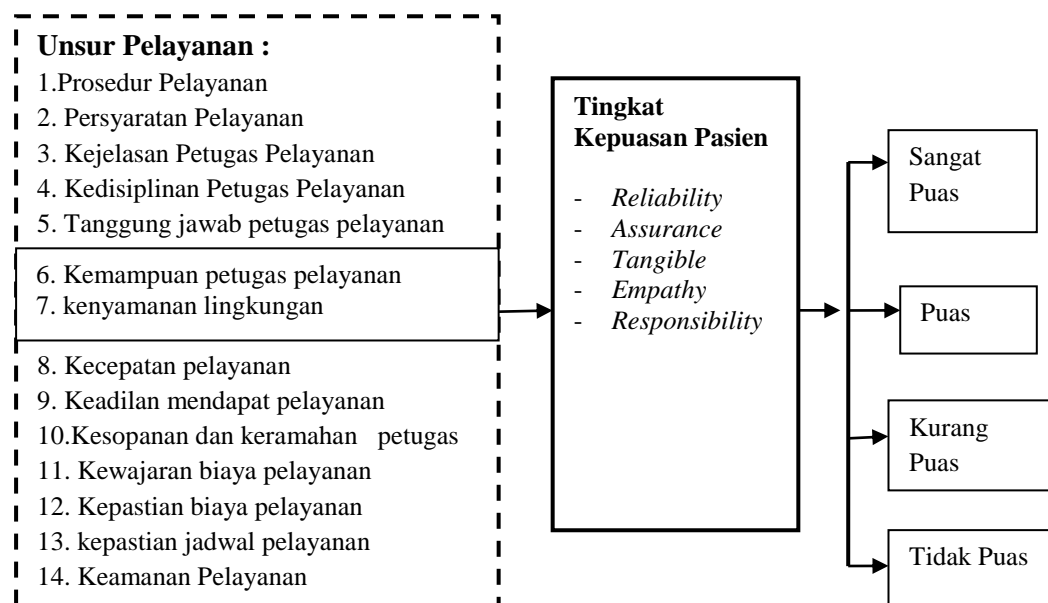 Unsur Pelayanan :
1.Prosedur Pelayanan
2. Persyaratan Pelayanan
3. Kejelasan Petugas Pelayanan
4. Kedisiplinan Petugas Pelayanan
5. Tanggung jawab petugas pelayanan
6. Kemampuan petugas pelayanan
7. kenyamanan lingkungan
8. Kecepatan pelayanan
9. Keadilan mendapat pelayanan
10.Kesopanan dan keramahan petugas
11. Kewajaran biaya pelayanan
12. Kepastian biaya pelayanan
13. kepastian jadwal pelayanan
14. Keamanan Pelayanan
Tingkat
Kepuasan Pasien
- Reliability
- Assurance
- Tangible
- Empathy
- Responsibility
Sangat
Puas
Puas
Kurang
Puas
Tidak Puas